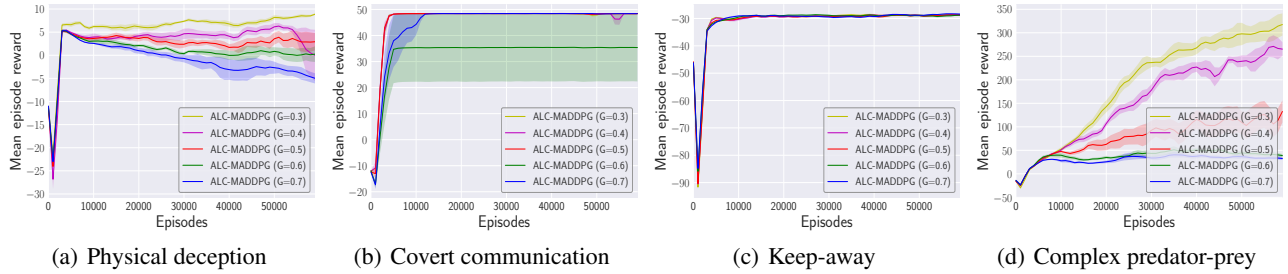 Mean episode reward
10
5
0
−5
−10
−15
−20
−25
−30
0
10000
20000
30000
40000
50000
Episodes
ALC-MADDPG (G=0.3)
ALC-MADDPG (G=0.4)
ALC-MADDPG (G=0.5)
ALC-MADDPG (G=0.6)
ALC-MADDPG (G=0.7)
(a) Physical deception
Mean episode reward
50
40
30
20
10
0
−10
−20
0
10000
20000
30000
40000
50000
Episodes
ALC-MADDPG (G=0.3)
ALC-MADDPG (G=0.4)
ALC-MADDPG (G=0.5)
ALC-MADDPG (G=0.6)
ALC-MADDPG (G=0.7)
(b) Covert communication
Mean episode reward
−30
−40
−50
−60
−70
−80
−90
0
10000
20000
30000
40000
50000
Episodes
ALC-MADDPG (G=0.3)
ALC-MADDPG (G=0.4)
ALC-MADDPG (G=0.5)
ALC-MADDPG (G=0.6)
ALC-MADDPG (G=0.7)
(c) Keep-away
Mean episode reward
350
300
250
200
150
100
50
0
−50
0
10000
20000
30000
40000
50000
Episodes
ALC-MADDPG (G=0.3)
ALC-MADDPG (G=0.4)
ALC-MADDPG (G=0.5)
ALC-MADDPG (G=0.6)
ALC-MADDPG (G=0.7)
(d) Complex predator-prey